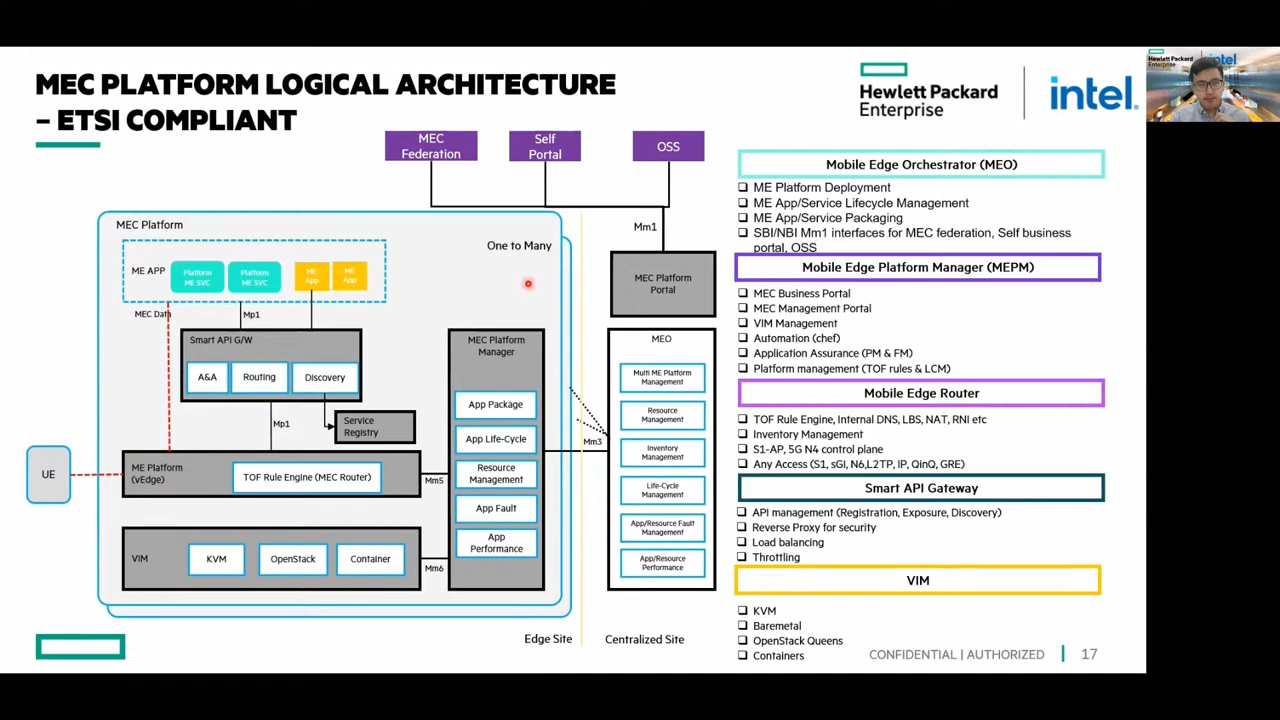 MEC PLATFORM LOGICAL ARCHITECTURE
– ETSI COMPLIANT
Hewlett Packard
Enterprise
intel.
Hewlett Packard
Enterprise
intel
MEC
Federation
Self
Portal
OSS
Mm1
MEC Platform
One to Many
ME APP
Platform
ME SVC
Platform
ME SVC
ME
App
ME
App
MEC Data
Mp1
Smart API G/W
A&A
Routing
Discovery
Mp1
Service
Registry
UE
ME Platform
(vEdge)
TOF Rule Engine (MEC Router)
Mm5
VIM
KVM
OpenStack
Container
Mm6
MEC Platform
Manager
App Package
App Life-Cycle
Resource
Management
App Fault
App
Performance
Mm3
MEC Platform
Portal
MEO
Multi ME Platform
Management
Resource
Management
Inventory
Management
Life-Cycle
Management
App/Resource Fault
Management
App/Resource
Performance
Edge Site
Centralized Site
Mobile Edge Orchestrator (MEO)
ME Platform Deployment
ME App/Service Lifecycle Management
ME App/Service Packaging
SBI/NBI Mm1 interfaces for MEC federation, Self business
portal, OSS
Mobile Edge Platform Manager (MEPM)
MEC Business Portal
MEC Management Portal
VIM Management
Automation (chef)
Application Assurance (PM & FM)
Platform management (TOF rules & LCM)
Mobile Edge Router
TOF Rule Engine, Internal DNS, LBS, NAT, RNI etc
Inventory Management
S1-AP, 5G N4 control plane
Any Access (S1, sGI, N6,L2TP, IP, QinQ, GRE)
Smart API Gateway
API management (Registration, Exposure, Discovery)
Reverse Proxy for security
Load balancing
Throttling
VIM
KVM
Baremetal
OpenStack Queens
Containers
CONFIDENTIAL | AUTHORIZED
17